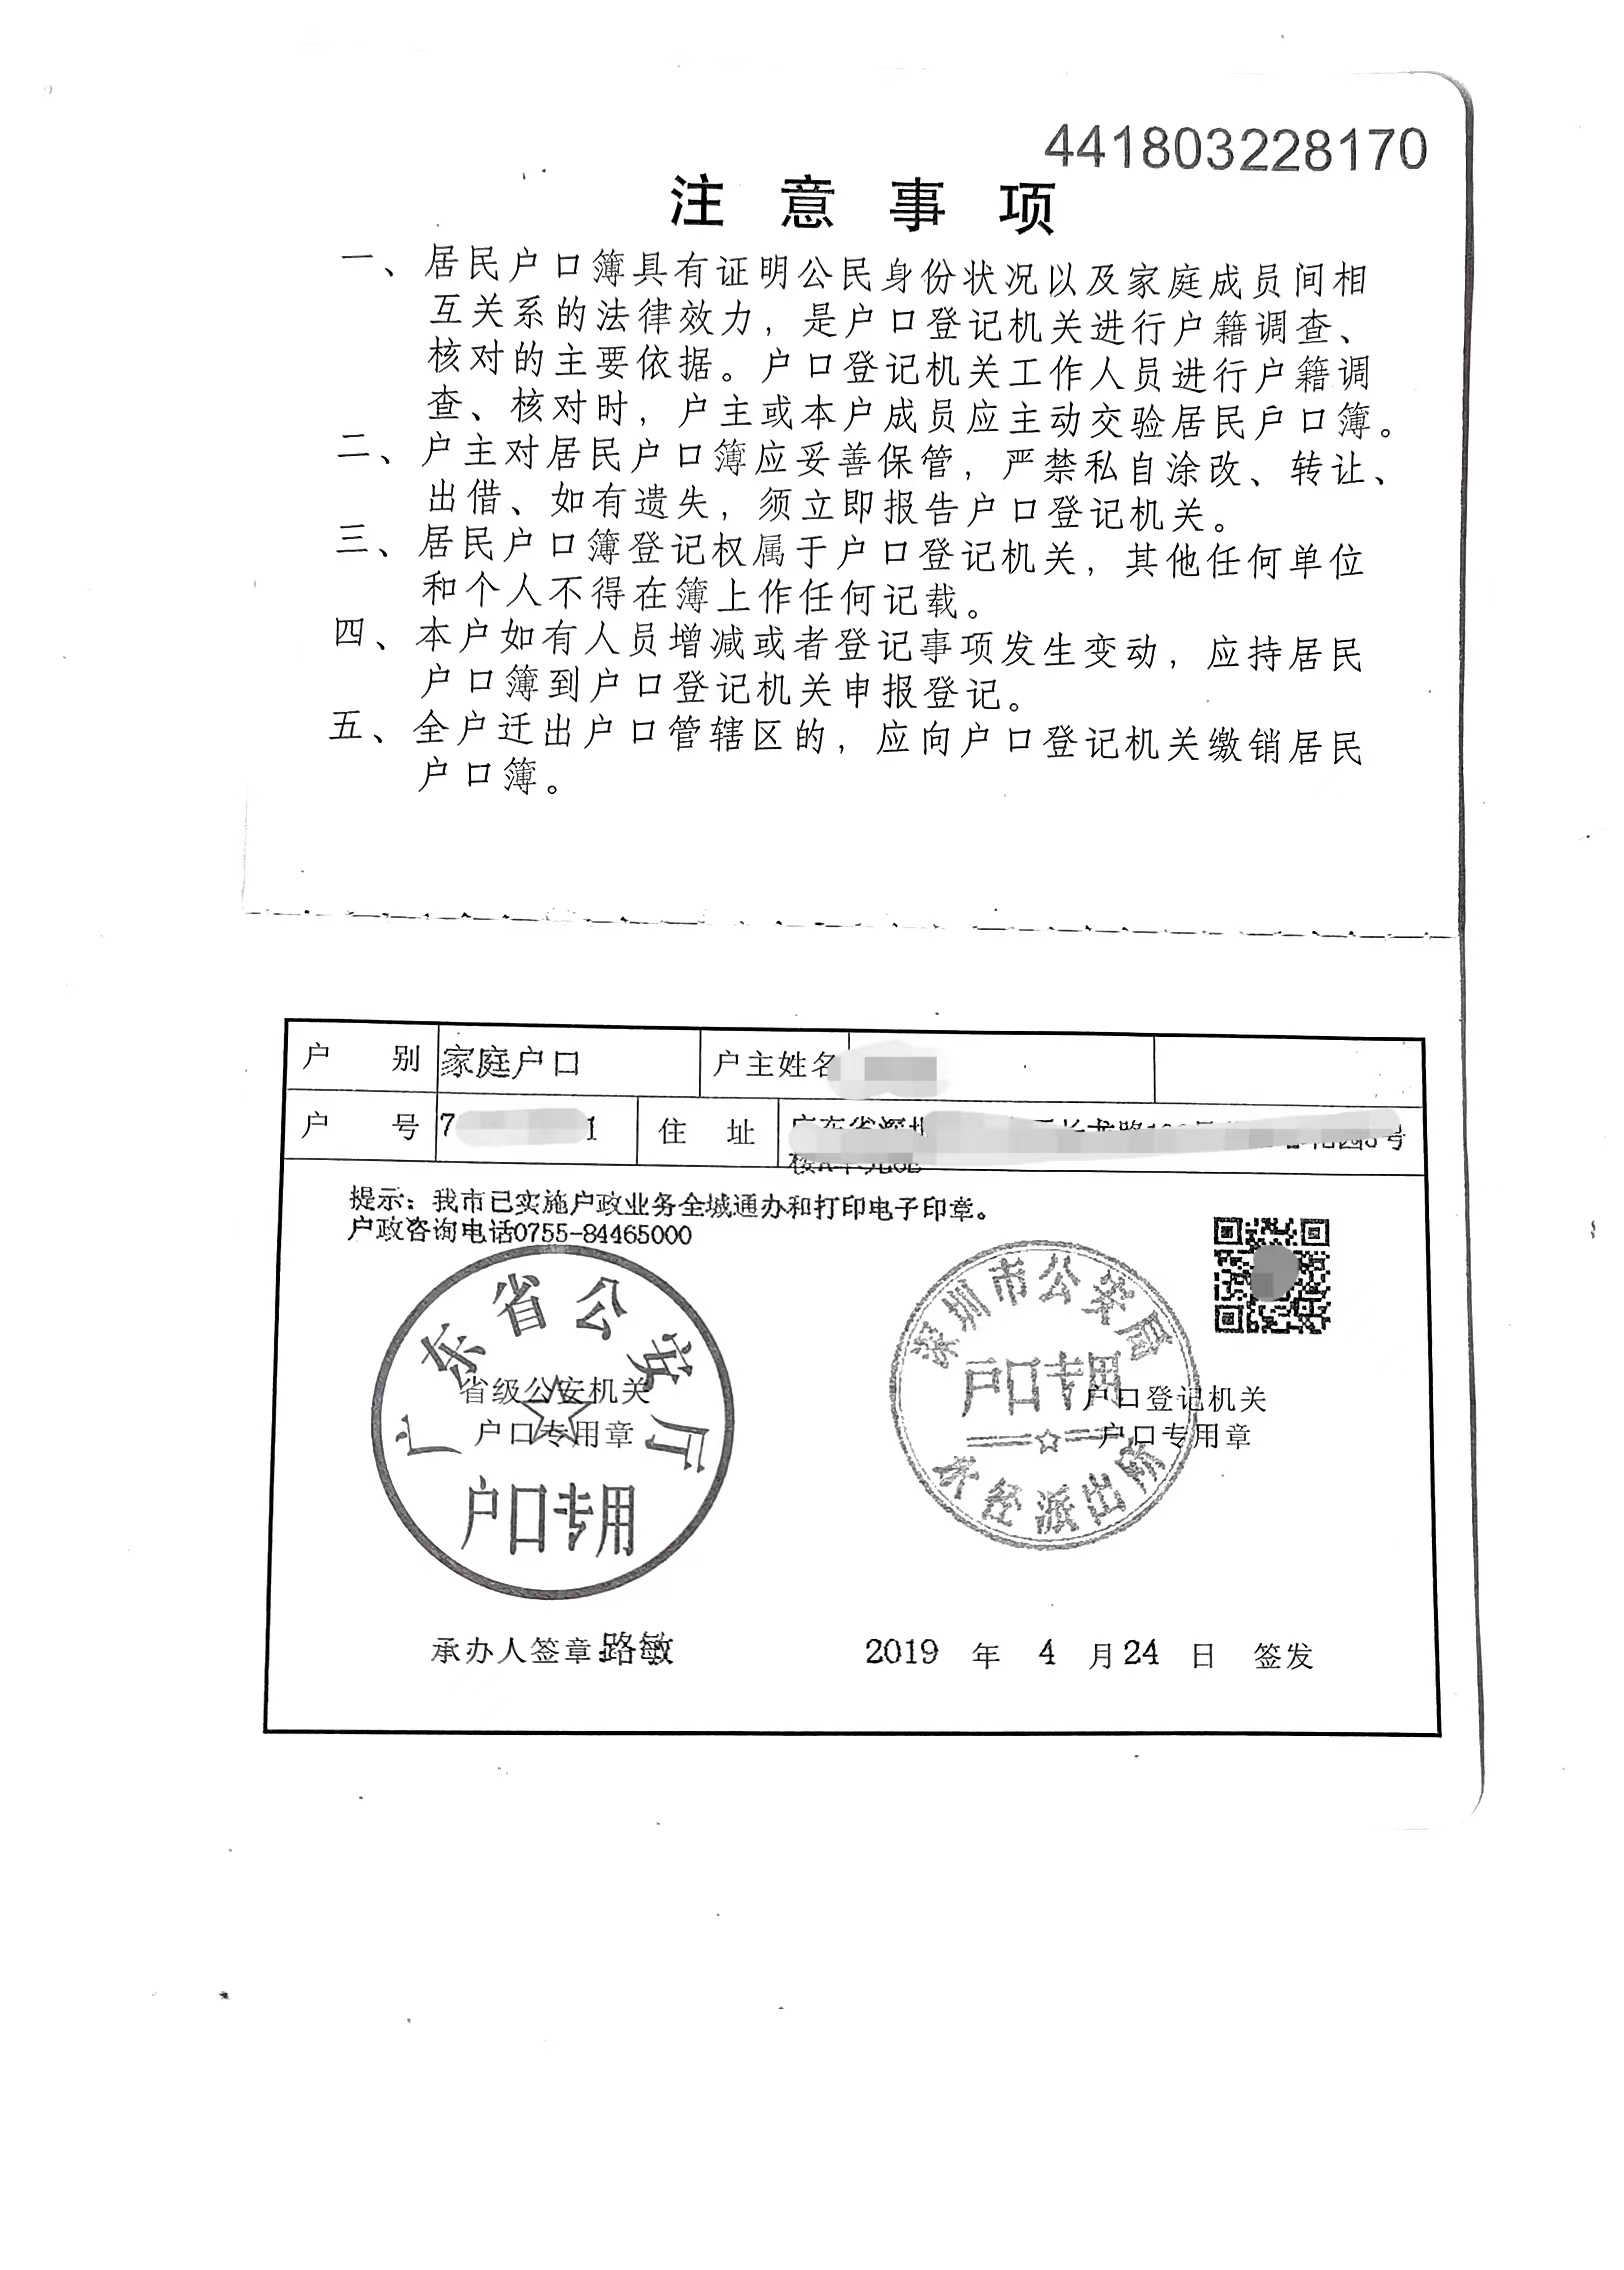 441803228170
注意事项
一、居民户口簿具有证明公民身份状况以及家庭成员间相
互关系的法律效力，是户口登记机关进行户籍调查、
核对的主要依据。户口登记机关工作人员进行户籍调
查、核对时，户主或本户成员应主动交验居民户口簿。
二、户主对居民户口簿应妥善保管，严禁私自涂改、转让、
出借、如有遗失，须立即报告户口登记机关。
三、居民户口簿登记权属于户口登记机关，其他任何单位
和个人不得在簿上作任何记载。
四、本户如有人员增减或者登记事项发生变动，应持居民
户口簿到户口登记机关申报登记。
五、全户迁出户口管辖区的，应向户口登记机关缴销居民
户口簿。
户别 家庭户口 户主姓名
户号 7 1 住址 广东省深圳 号
提示：我市已实施户政业务全城通办和打印电子印章。
户政咨询电话0755-84465000
广东省公安厅
省级公安机关
户口专用章
户口专用
深圳市公安局
户口专用
派出所
户口登记机关
户口专用章
承办人签章：路敏 2019 年 4 月 24 日 签发